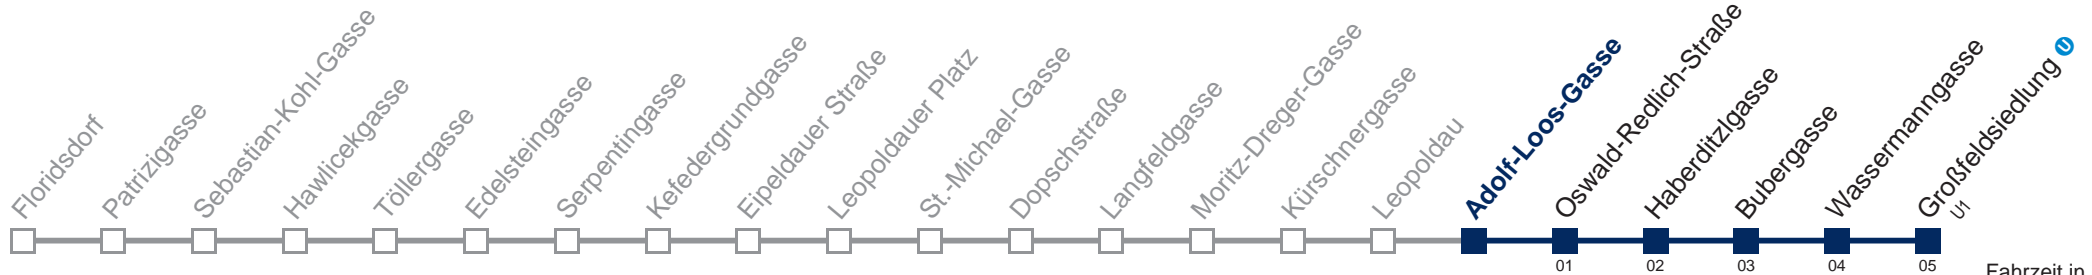 Floridsdorf
Patrizigasse
Sebastian-Kohl-Gasse
Hawlicekgasse
Töllergasse
Edelsteingasse
Serpentingasse
Kefedergrundgasse
Eipeldauer Straße
Leopoldauer Platz
St.-Michael-Gasse
Dopschstraße
Langfeldgasse
Moritz-Dreger-Gasse
Kürschnergasse
Leopoldau
Adolf-Loos-Gasse
Oswald-Redlich-Straße
Haberditzlgasse
Bubergasse
Wassermanngasse
Großfeldsiedlung U
U1
01 02 03 04 05
Fahrzeit in